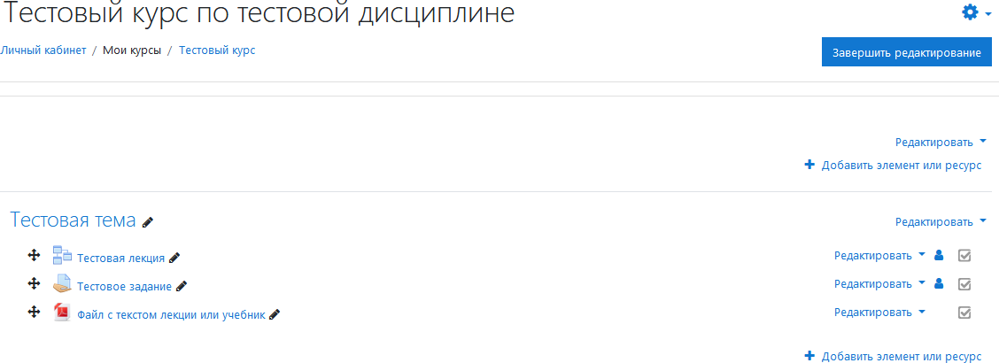 Тестовый курс по тестовой дисциплине
Личный кабинет / Мои курсы / Тестовый курс
Завершить редактирование
Редактировать
Добавить элемент или ресурс
Тестовая тема
Редактировать
Тестовая лекция
Редактировать
Тестовое задание
Редактировать
Файл с текстом лекции или учебник
Редактировать
Добавить элемент или ресурс